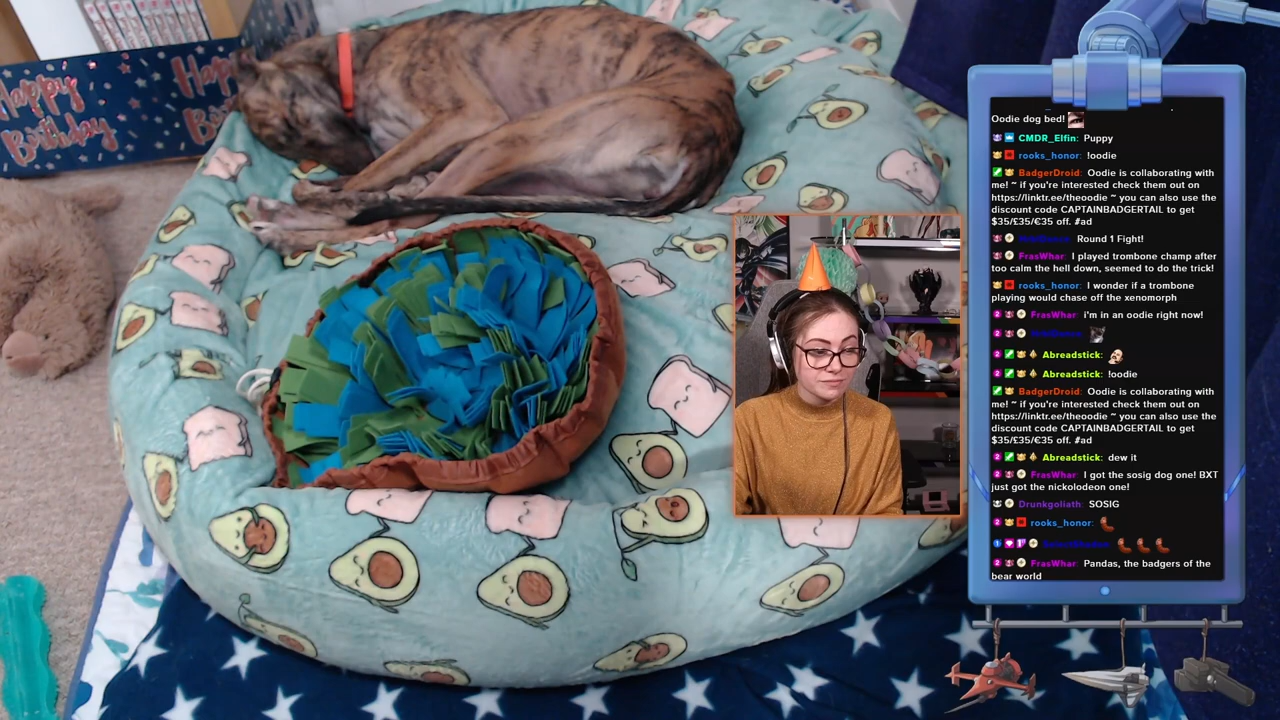 Happy
Birthday
Happy
Oodie dog bed!
CMDR_Elfin: Puppy
rooks_honor: !oodie
BadgerDroid: Oodie is collaborating with
me! ~ if you're interested check them out on
https://linktr.ee/theoodie ~ you can also use the
discount code CAPTAINBADGERTAIL to get
$35/£35/€35 off. #ad
Round 1 Fight!
FrasWhar: I played trombone champ after
too calm the hell down, seemed to do the trick!
rooks_honor: I wonder if a trombone
playing would chase off the xenomorph
FrasWhar: i'm in an oodie right now!
Abreadstick:
Abreadstick: !oodie
BadgerDroid: Oodie is collaborating with
me! ~ if you're interested check them out on
https://linktr.ee/theoodie ~ you can also use the
discount code CAPTAINBADGERTAIL to get
$35/£35/€35 off. #ad
Abreadstick: dew it
FrasWhar: I got the sosig dog one! BXT
just got the nickolodeon one!
Drunkgoliath: SOSIG
rooks_honor:
FrasWhar: Pandas, the badgers of the
bear world